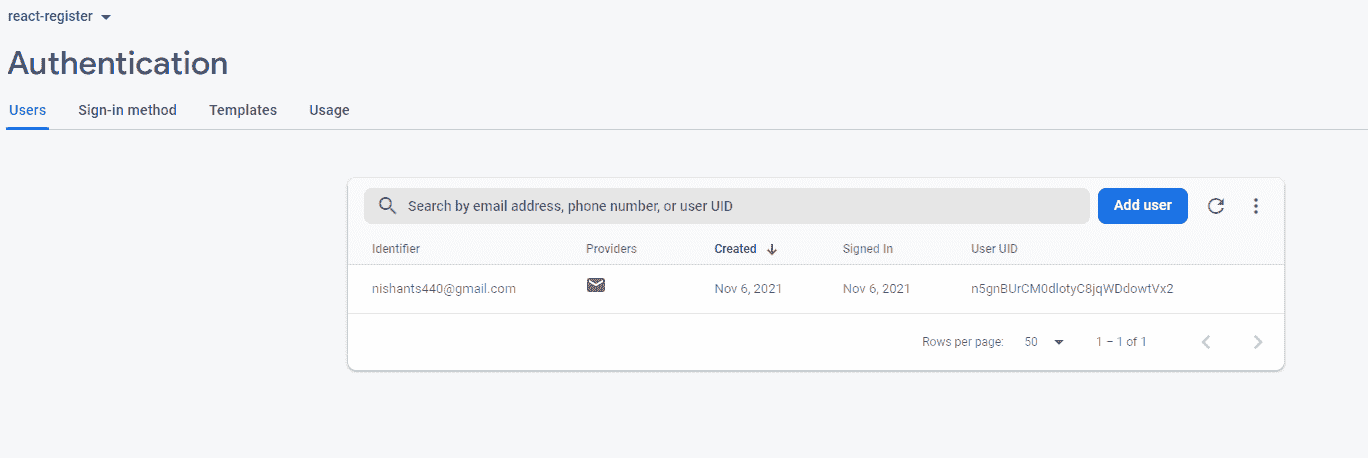 react-register
Authentication
Users Sign-in method Templates Usage
Search by email address, phone number, or user UID Add user
Identifier Providers Created Signed In User UID
nishants440@gmail.com Nov 6, 2021 Nov 6, 2021 n5gnBUrCM0dlotyC8jqWDdowtVx2
Rows per page: 50 1 – 1 of 1